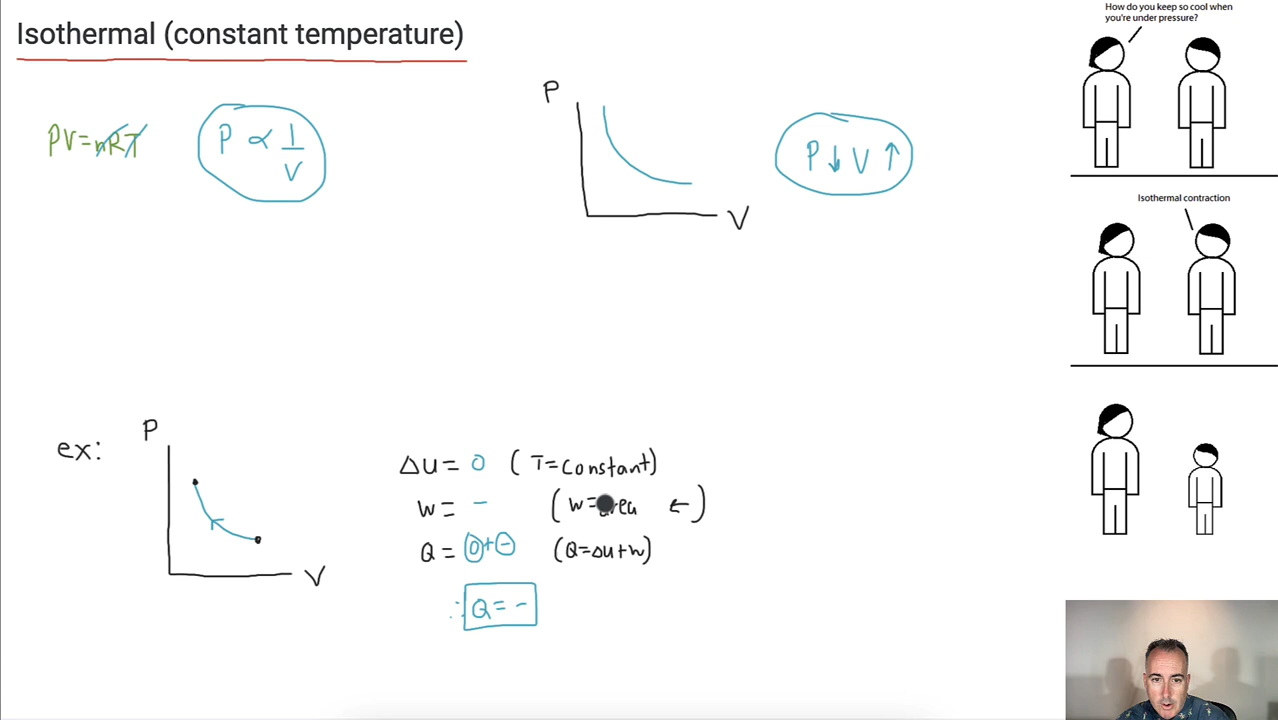 Isothermal (constant temperature)
PV=nRT
P ∝ 1/V
P
V
P↓ V↑
ex:
P
V
Δu= 0 (T=constant)
w= - (w=area ←)
Q= 0+- (Q=Δu+w)
∴ Q= -
How do you keep so cool when
you're under pressure?
Isothermal contraction